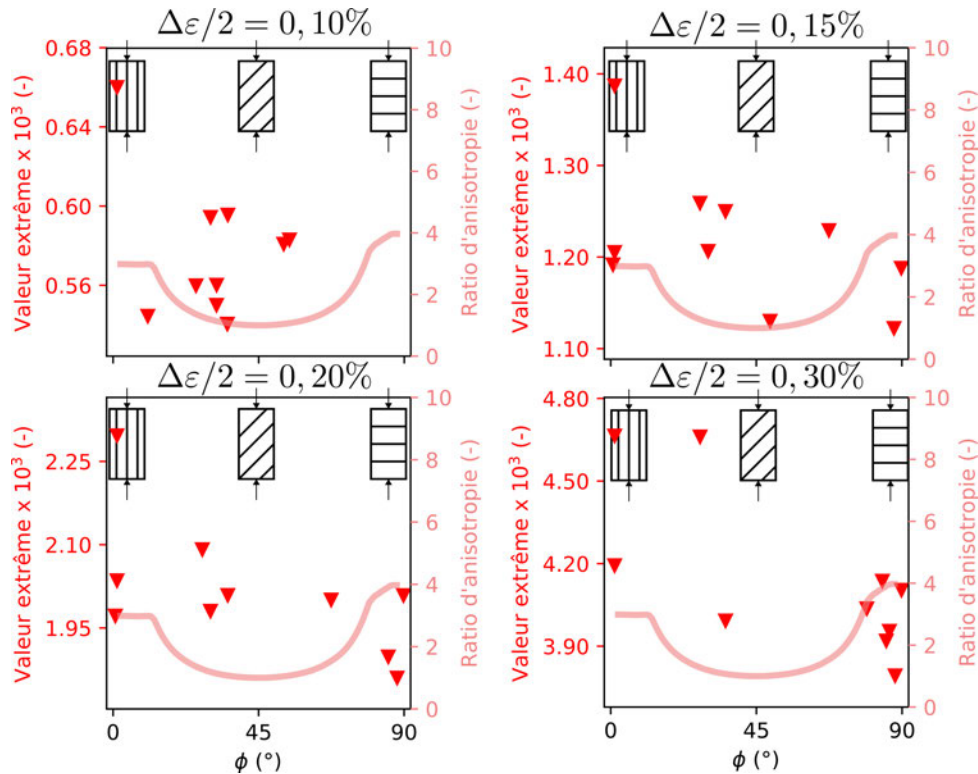 Δε/2 = 0, 10%
Valeur extrême x 10³ (-)
0.68
0.64
0.60
0.56
10
8
6
4
2
0
Ratio d'anisotropie (-)
Δε/2 = 0, 15%
Valeur extrême x 10³ (-)
1.40
1.30
1.20
1.10
10
8
6
4
2
0
Ratio d'anisotropie (-)
Δε/2 = 0, 20%
Valeur extrême x 10³ (-)
2.25
2.10
1.95
10
8
6
4
2
0
Ratio d'anisotropie (-)
0 45 90
ϕ (°)
Δε/2 = 0, 30%
Valeur extrême x 10³ (-)
4.80
4.50
4.20
3.90
10
8
6
4
2
0
Ratio d'anisotropie (-)
0 45 90
ϕ (°)